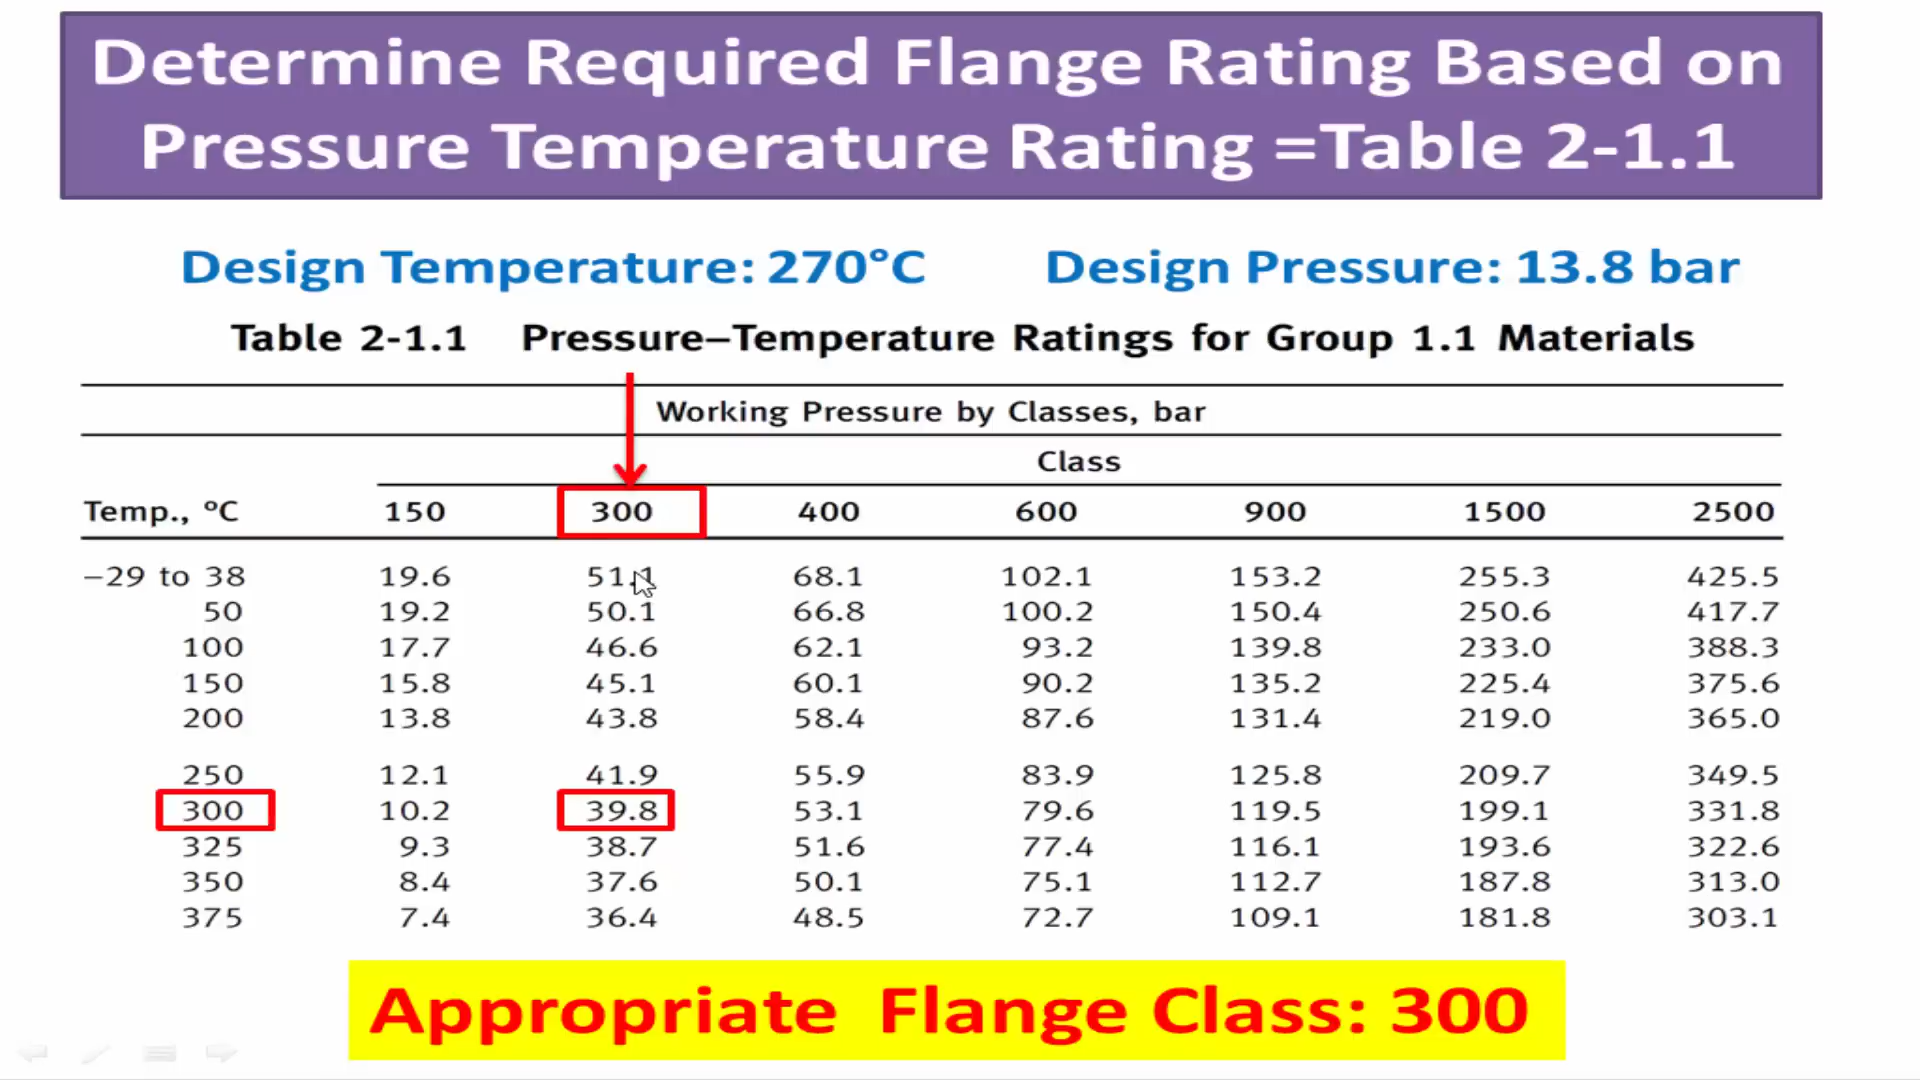 Determine Required Flange Rating Based on
Pressure Temperature Rating =Table 2-1.1
Design Temperature: 270°C Design Pressure: 13.8 bar
Table 2-1.1 Pressure–Temperature Ratings for Group 1.1 Materials
Working Pressure by Classes, bar
Class
Temp., °C 150 300 400 600 900 1500 2500
−29 to 38 19.6 51.1 68.1 102.1 153.2 255.3 425.5
50 19.2 50.1 66.8 100.2 150.4 250.6 417.7
100 17.7 46.6 62.1 93.2 139.8 233.0 388.3
150 15.8 45.1 60.1 90.2 135.2 225.4 375.6
200 13.8 43.8 58.4 87.6 131.4 219.0 365.0
250 12.1 41.9 55.9 83.9 125.8 209.7 349.5
300 10.2 39.8 53.1 79.6 119.5 199.1 331.8
325 9.3 38.7 51.6 77.4 116.1 193.6 322.6
350 8.4 37.6 50.1 75.1 112.7 187.8 313.0
375 7.4 36.4 48.5 72.7 109.1 181.8 303.1
Appropriate Flange Class: 300